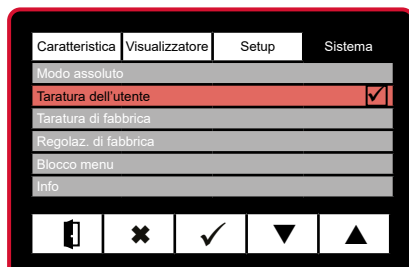 Caratteristica Visualizzatore Setup Sistema
Modo assoluto
Taratura dell'utente
Taratura di fabbrica
Regolaz. di fabbrica
Blocco menu
Info